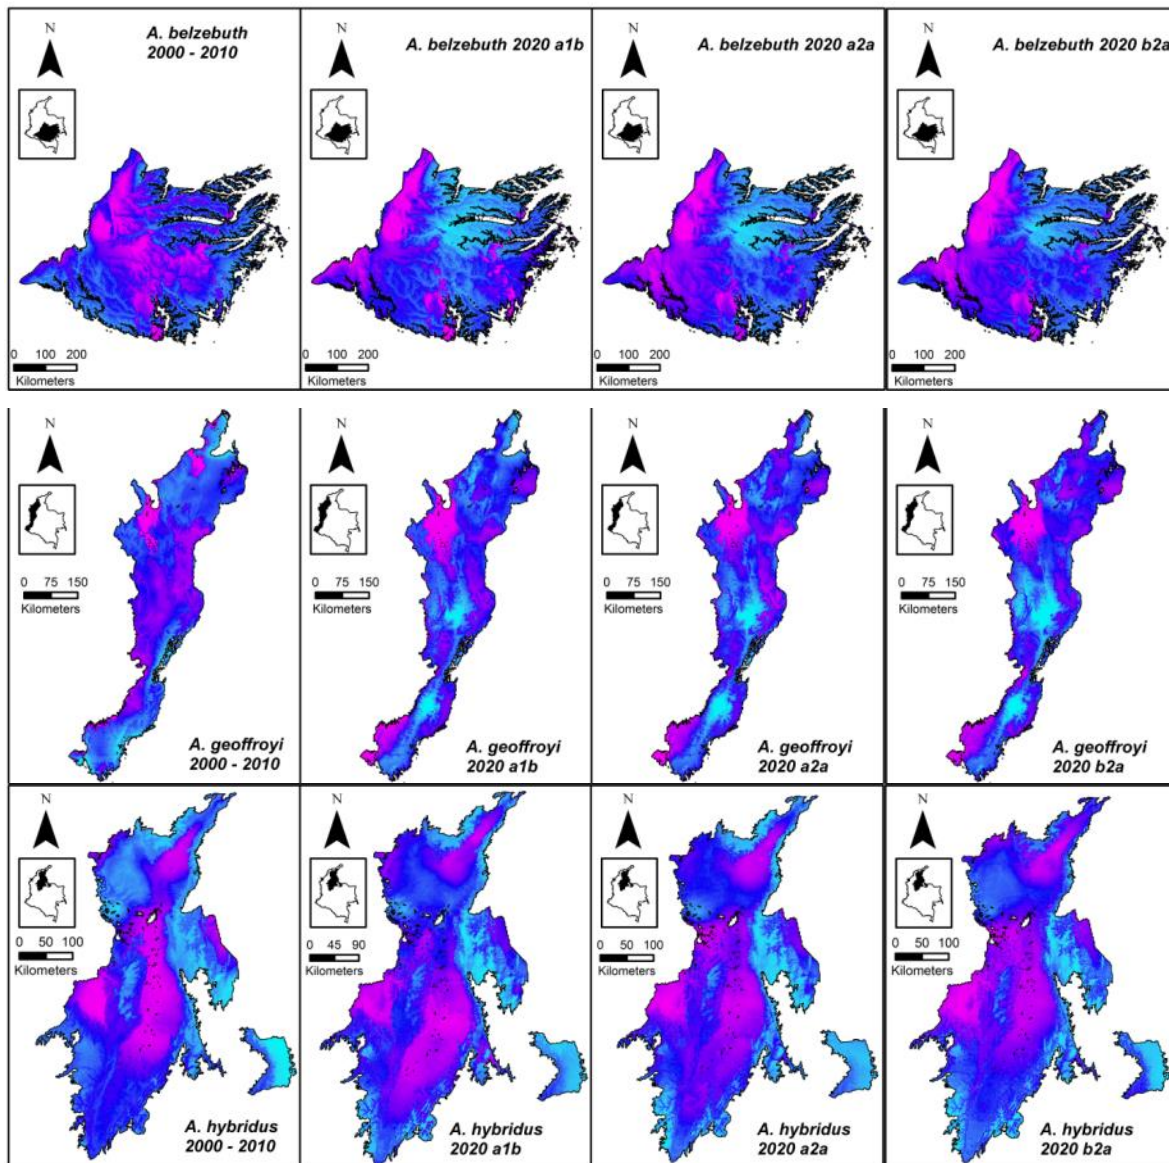 N
A. belzebuth
2000 - 2010
0 100 200
Kilometers
N
A. belzebuth 2020 a1b
0 100 200
Kilometers
N
A. belzebuth 2020 a2a
0 100 200
Kilometers
N
A. belzebuth 2020 b2a
0 100 200
Kilometers
N
0 75 150
Kilometers
A. geoffroyi
2000 - 2010
N
0 75 150
Kilometers
A. geoffroyi
2020 a1b
N
0 75 150
Kilometers
A. geoffroyi
2020 a2a
N
0 75 150
Kilometers
A. geoffroyi
2020 b2a
N
0 50 100
Kilometers
A. hybridus
2000 - 2010
N
0 45 90
Kilometers
A. hybridus
2020 a1b
N
0 50 100
Kilometers
A. hybridus
2020 a2a
N
0 50 100
Kilometers
A. hybridus
2020 b2a